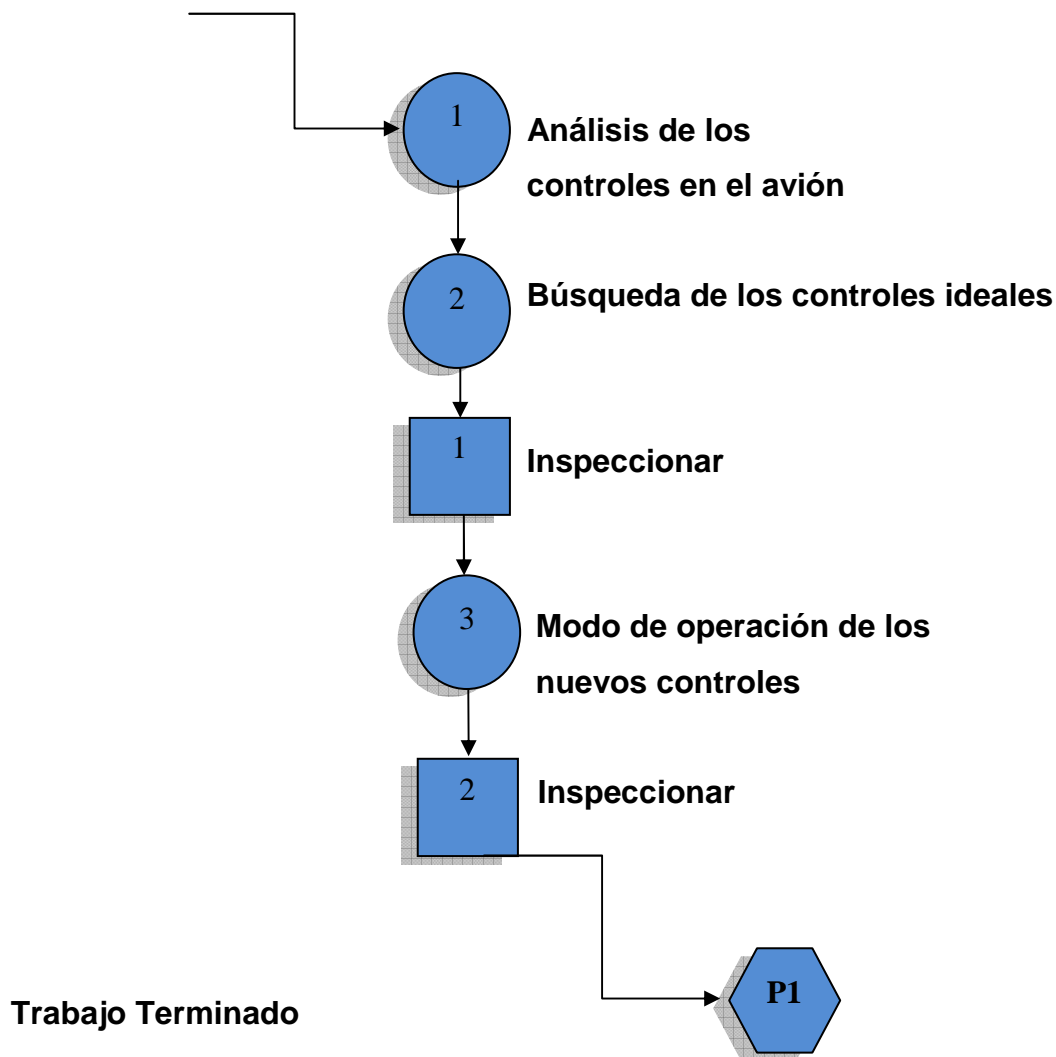 1
Análisis de los
controles en el avión
2
Búsqueda de los controles ideales
1
Inspeccionar
3
Modo de operación de los
nuevos controles
2
Inspeccionar
P1
Trabajo Terminado